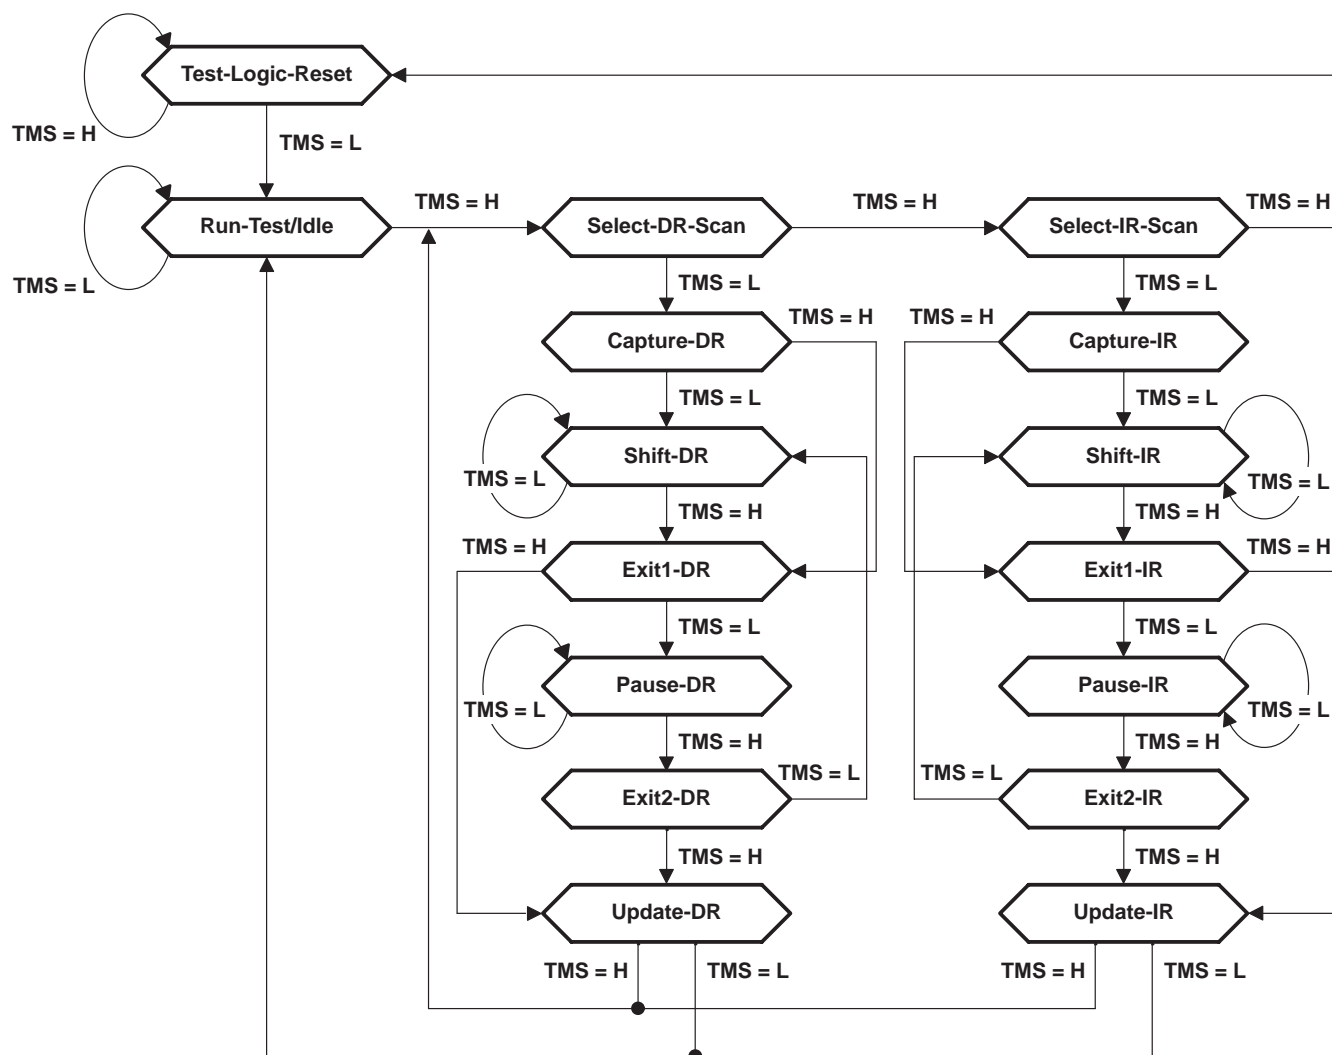 Test-Logic-Reset
TMS = H
TMS = L
Run-Test/Idle
TMS = H
Select-DR-Scan
TMS = H
Select-IR-Scan
TMS = H
TMS = L
TMS = L
TMS = L
TMS = H
TMS = H
Capture-DR
Capture-IR
TMS = L
TMS = L
Shift-DR
Shift-IR
TMS = L
TMS = L
TMS = H
TMS = H
TMS = H
TMS = H
Exit1-DR
Exit1-IR
TMS = L
TMS = L
Pause-DR
Pause-IR
TMS = L
TMS = L
TMS = H
TMS = H
TMS = L
TMS = L
Exit2-DR
Exit2-IR
TMS = H
TMS = H
Update-DR
Update-IR
TMS = H
TMS = L
TMS = H
TMS = L